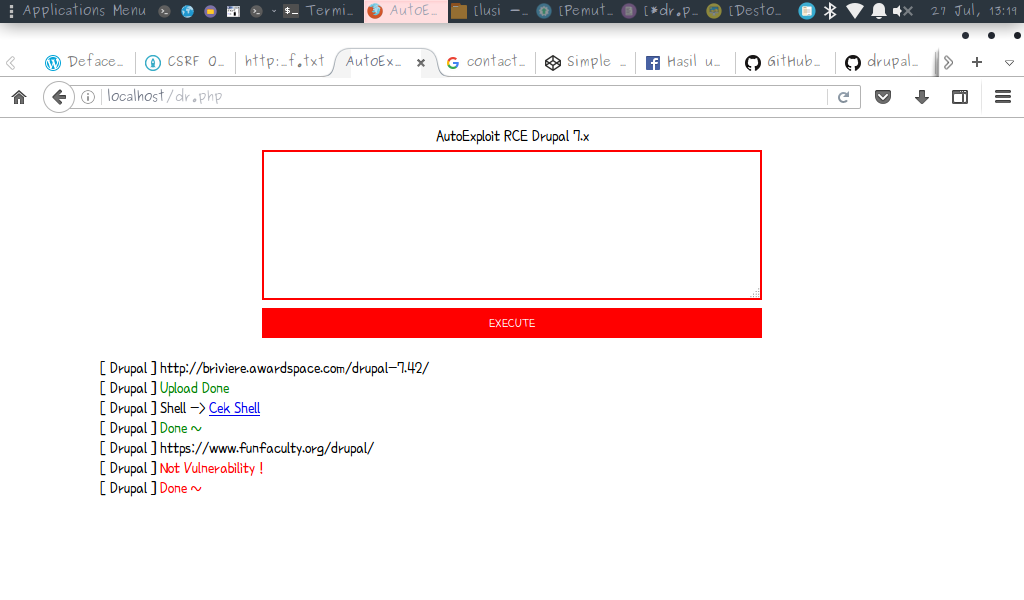 Applications Menu
Termi...
AutoE...
[lusi -...
[Pemut...
[*dr.p...
[Desto...
27 Jul, 13:19
Deface...
CSRF O...
http:..f.txt
AutoEx...
contact...
Simple ...
Hasil u...
GitHub...
drupal...
localhost/dr.php
AutoExploit RCE Drupal 7.x
EXECUTE
[ Drupal ] http://briviere.awardspace.com/drupal-7.42/
[ Drupal ] Upload Done
[ Drupal ] Shell -> Cek Shell
[ Drupal ] Done ~
[ Drupal ] https://www.funfaculty.org/drupal/
[ Drupal ] Not Vulnerability !
[ Drupal ] Done ~